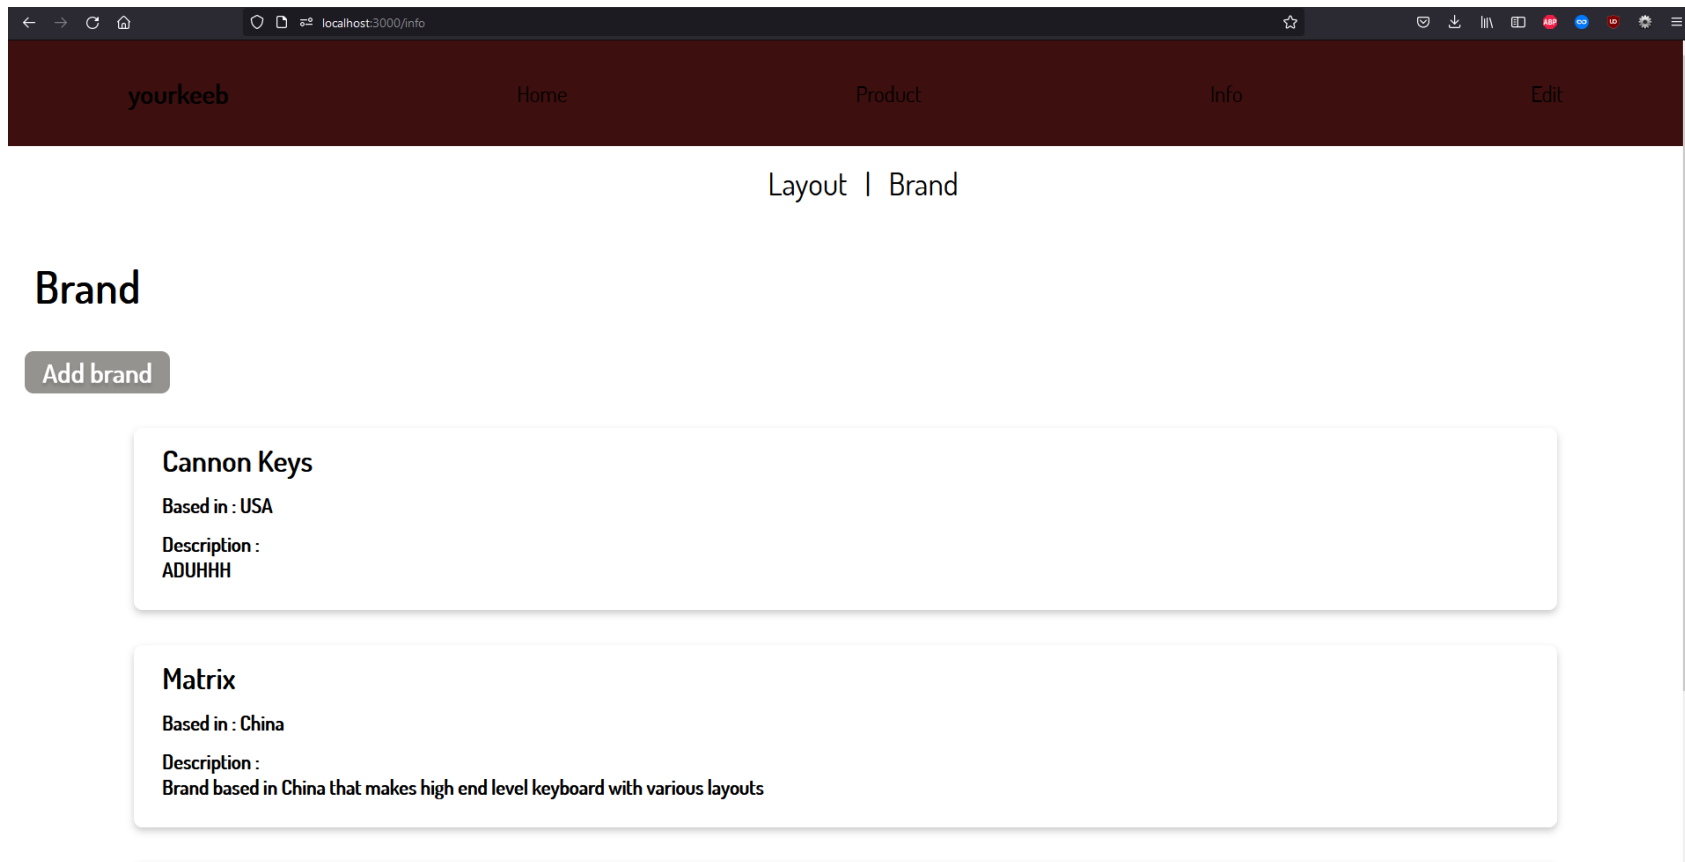 localhost:3000/info
ABP
UD
yourkeeb Home Product Info Edit
Layout | Brand
Brand
Add brand
Cannon Keys
Based in : USA
Description :
ADUHHH
Matrix
Based in : China
Description :
Brand based in China that makes high end level keyboard with various layouts